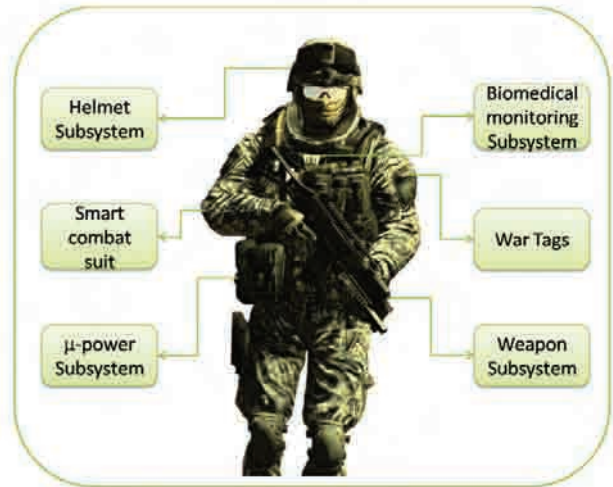 Helmet
Subsystem
Smart
combat
suit
μ-power
Subsystem
Biomedical
monitoring
Subsystem
War Tags
Weapon
Subsystem